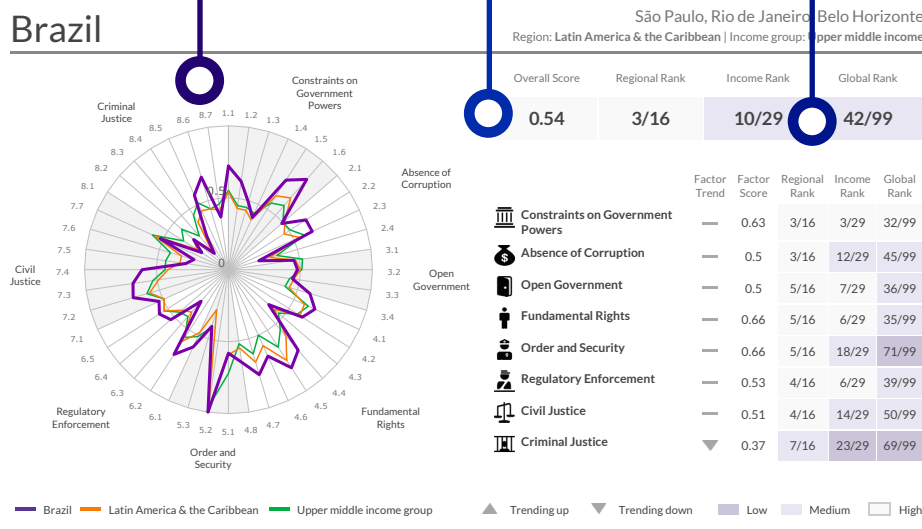 Brazil
São Paulo, Rio de Janeiro, Belo Horizonte
Region: Latin America & the Caribbean | Income group: Upper middle income
Overall Score Regional Rank Income Rank Global Rank
0.54 3/16 10/29 42/99
Constraints on
Government
Powers
Absence of
Corruption
Open
Government
Fundamental
Rights
Order and
Security
Regulatory
Enforcement
Civil
Justice
Criminal
Justice
1.1
1.2
1.3
1.4
1.5
1.6
2.1
2.2
2.3
2.4
3.1
3.2
3.3
3.4
4.1
4.2
4.3
4.4
4.5
4.6
4.7
4.8
5.1
5.2
5.3
6.1
6.2
6.3
6.4
6.5
7.1
7.2
7.3
7.4
7.5
7.6
7.7
8.1
8.2
8.3
8.4
8.5
8.6
8.7
0.5
0
Factor Factor Regional Income Global
Trend Score Rank Rank Rank
Constraints on Government
Powers
0.63 3/16 3/29 32/99
Absence of Corruption 0.5 3/16 12/29 45/99
Open Government 0.5 5/16 7/29 36/99
Fundamental Rights 0.66 5/16 6/29 35/99
Order and Security 0.66 5/16 18/29 71/99
Regulatory Enforcement 0.53 4/16 6/29 39/99
Civil Justice 0.51 4/16 14/29 50/99
Criminal Justice 0.37 7/16 23/29 69/99
Brazil Latin America & the Caribbean Upper middle income group
Trending up Trending down Low Medium High